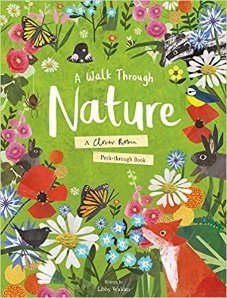 A Walk Through
Nature
A Clover Robin
Peek-through Book
Written by
Libby Walden